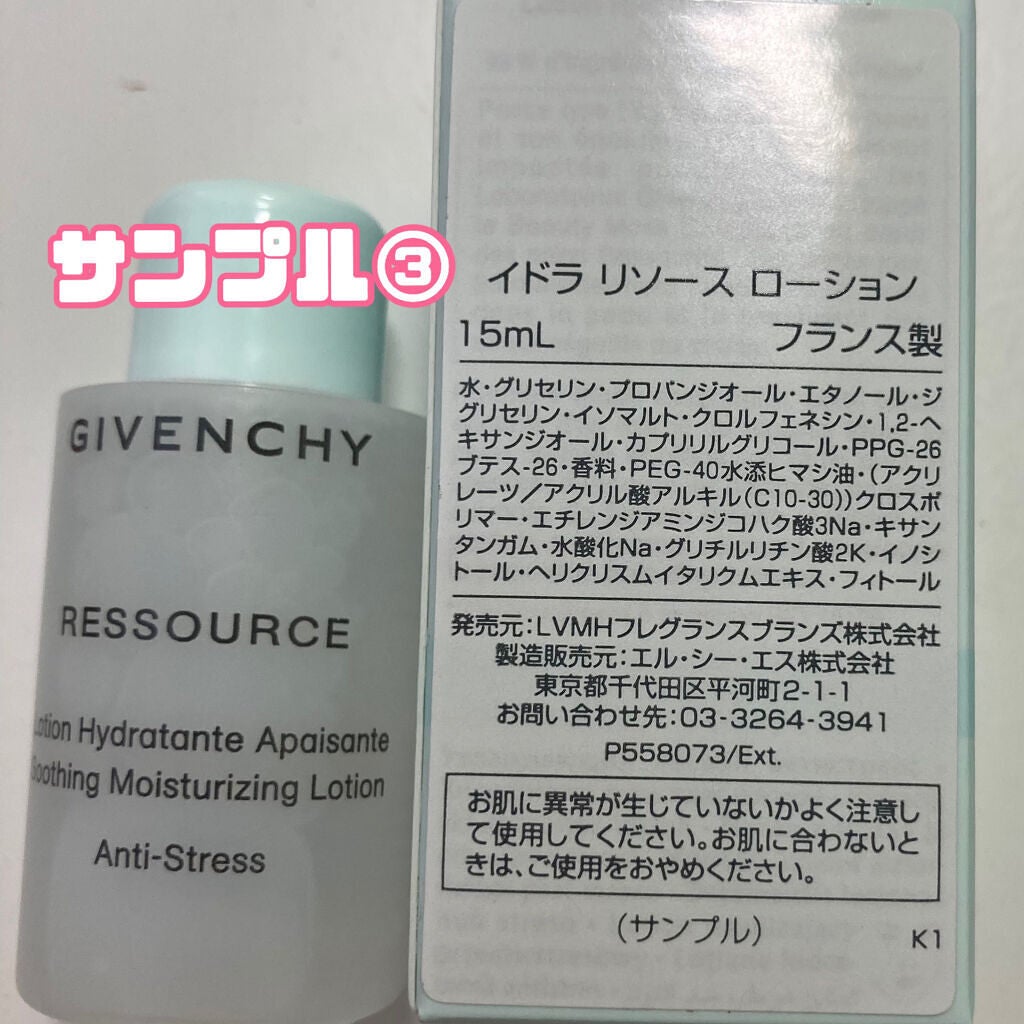 サンプル③
GIVENCHY
RESSOURCE
Lotion Hydratante Apaisante
Soothing Moisturizing Lotion
Anti-Stress
イドラ リソース ローション
15mL フランス製
水・グリセリン・プロパンジオール・エタノール・ジ
グリセリン・イソマルト・クロルフェネシン・1,2-ヘ
キサンジオール・カプリリルグリコール・PPG-26
ブテス-26・香料・PEG-40水添ヒマシ油・(アクリ
レーツ/アクリル酸アルキル(C10-30))クロスポ
リマー・エチレンジアミンジコハク酸3Na・キサン
タンガム・水酸化Na・グリチルリチン酸2K・イノシ
トール・ヘリクリスムイタリクムエキス・フィトール
発売元:LVMHフレグランスブランズ株式会社
製造販売元:エル・シー・エス株式会社
東京都千代田区平河町2-1-1
お問い合わせ先:03-3264-3941
P558073/Ext.
お肌に異常が生じていないかよく注意し
て使用してください。お肌に合わないと
きは、ご使用をおやめください。
(サンプル)
K1